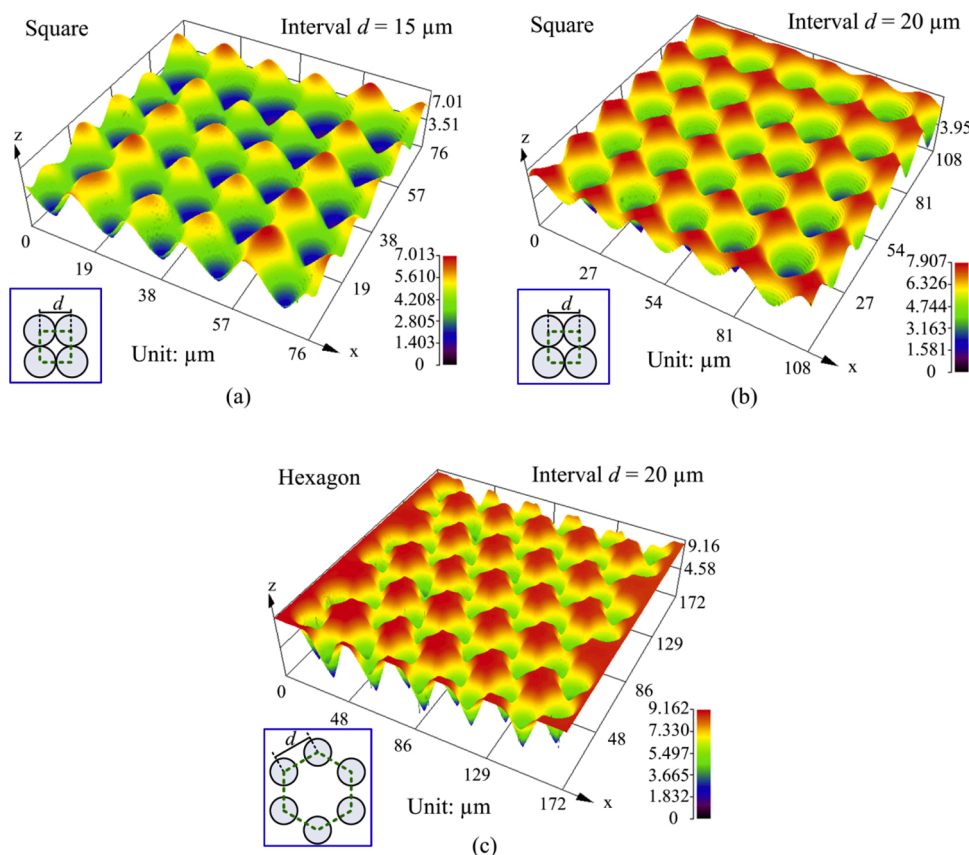 Square
Interval d = 15 µm
z
7.01
3.51
76
57
38
19
0
19
38
57
76
x
7.013
5.610
4.208
2.805
1.403
0
d
Unit: µm
(a)
Square
Interval d = 20 µm
z
3.95
108
81
54
27
0
27
54
81
108
x
7.907
6.326
4.744
3.163
1.581
0
d
Unit: µm
(b)
Hexagon
Interval d = 20 µm
z
9.16
4.58
172
129
86
48
0
48
86
129
172
x
9.162
7.330
5.497
3.665
1.832
0
d
Unit: µm
(c)